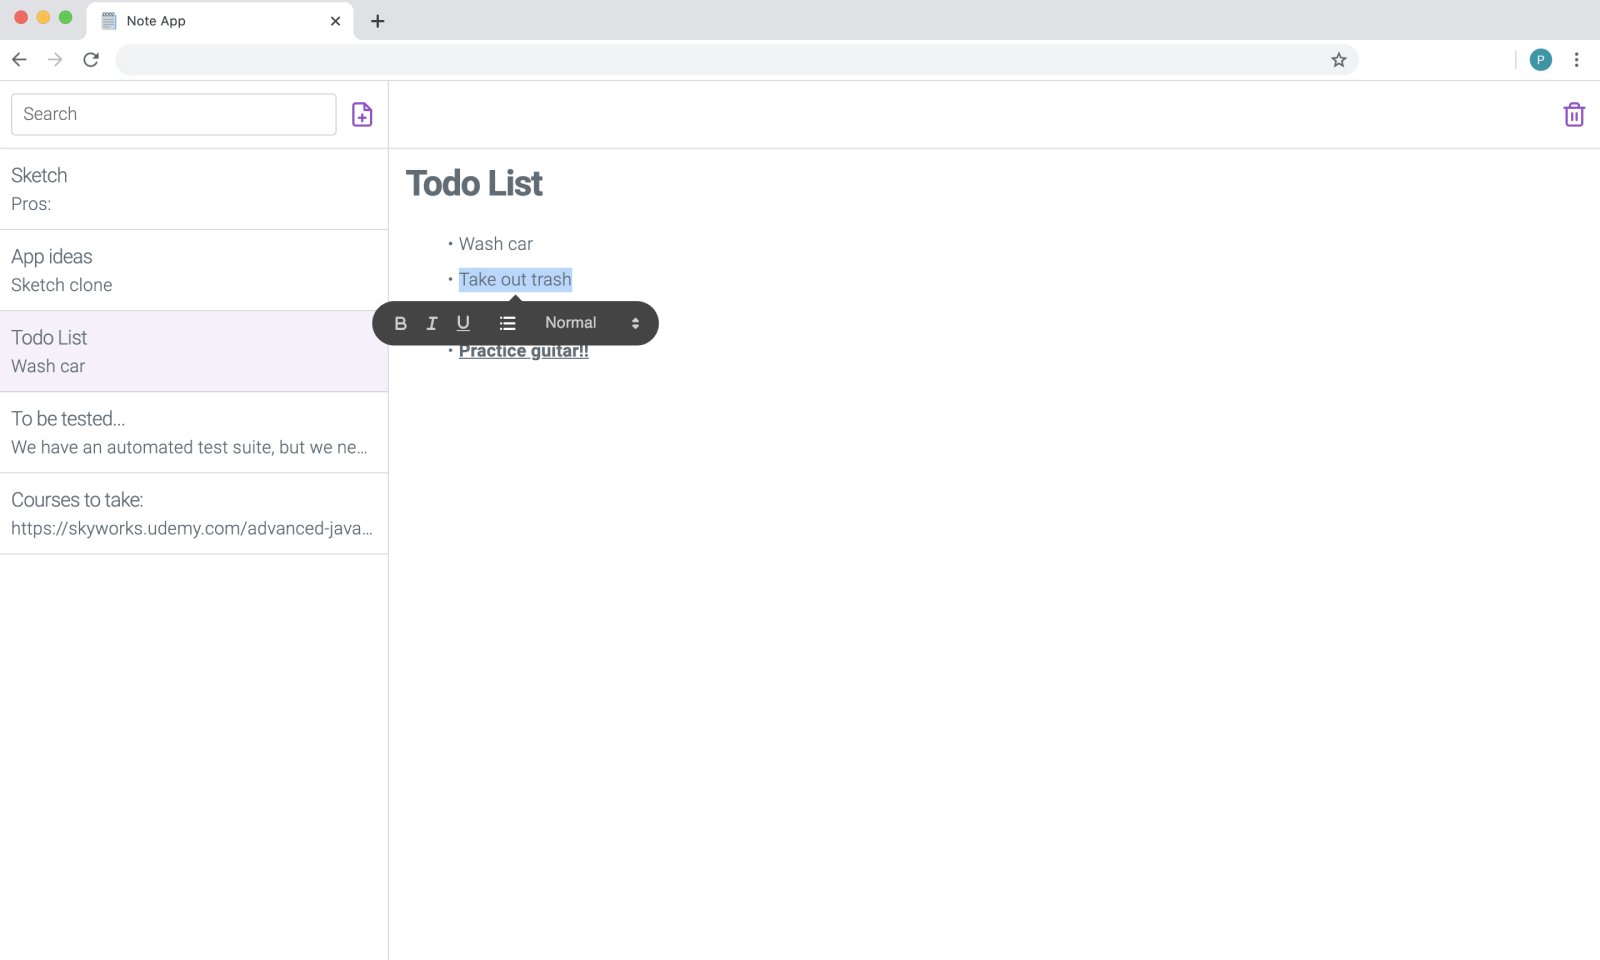 Note App
P
Search
Sketch
Pros:
App ideas
Sketch clone
Todo List
Wash car
To be tested...
We have an automated test suite, but we ne...
Courses to take:
https://skyworks.udemy.com/advanced-java...
Todo List
• Wash car
• Take out trash
B I U Normal
• Practice guitar!!